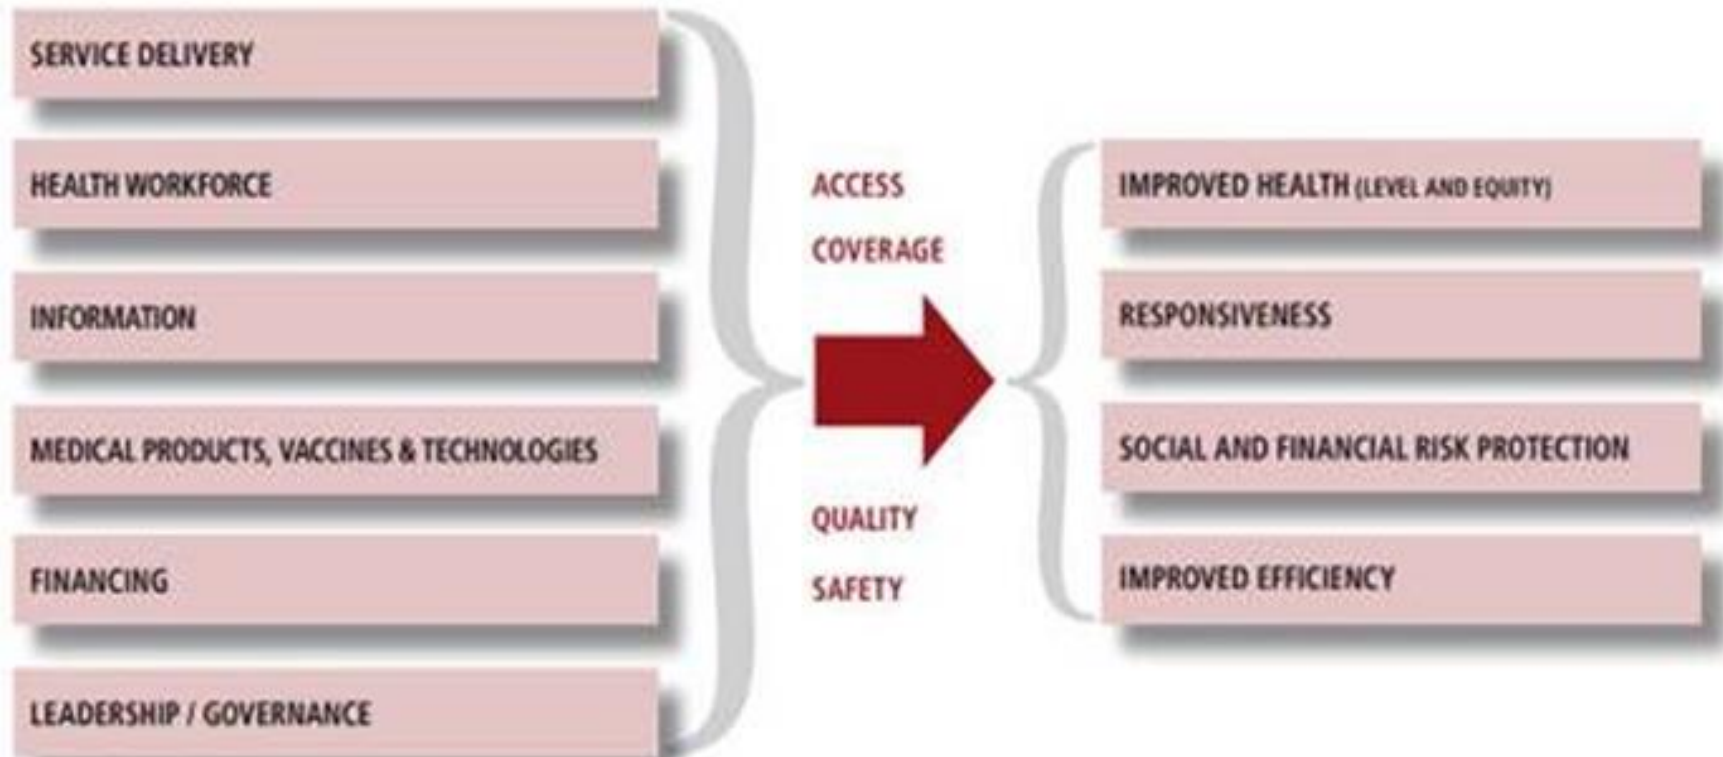 SERVICE DELIVERY
HEALTH WORKFORCE
INFORMATION
MEDICAL PRODUCTS, VACCINES & TECHNOLOGIES
FINANCING
LEADERSHIP / GOVERNANCE
ACCESS
COVERAGE
QUALITY
SAFETY
IMPROVED HEALTH (LEVEL AND EQUITY)
RESPONSIVENESS
SOCIAL AND FINANCIAL RISK PROTECTION
IMPROVED EFFICIENCY